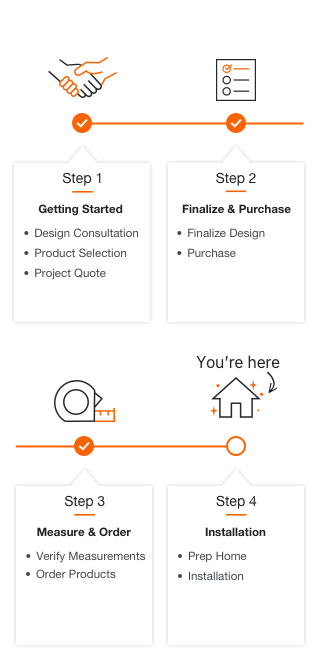 Step 1
Getting Started
• Design Consultation
• Product Selection
• Project Quote
Step 2
Finalize & Purchase
• Finalize Design
• Purchase
You're here
Step 3
Measure & Order
• Verify Measurements
• Order Products
Step 4
Installation
• Prep Home
• Installation